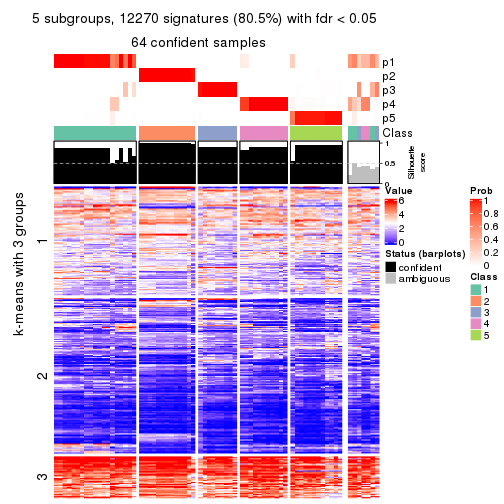 5 subgroups, 12270 signatures (80.5%) with fdr < 0.05
64 confident samples
p1
p2
p3
p4
p5
Class
1
0.5
0
Silhouette
score
k-means with 3 groups
1
2
3
Value
6
4
2
0
Status (barplots)
confident
ambiguous
Prob
1
0.8
0.6
0.4
0.2
0
Class
1
2
3
4
5